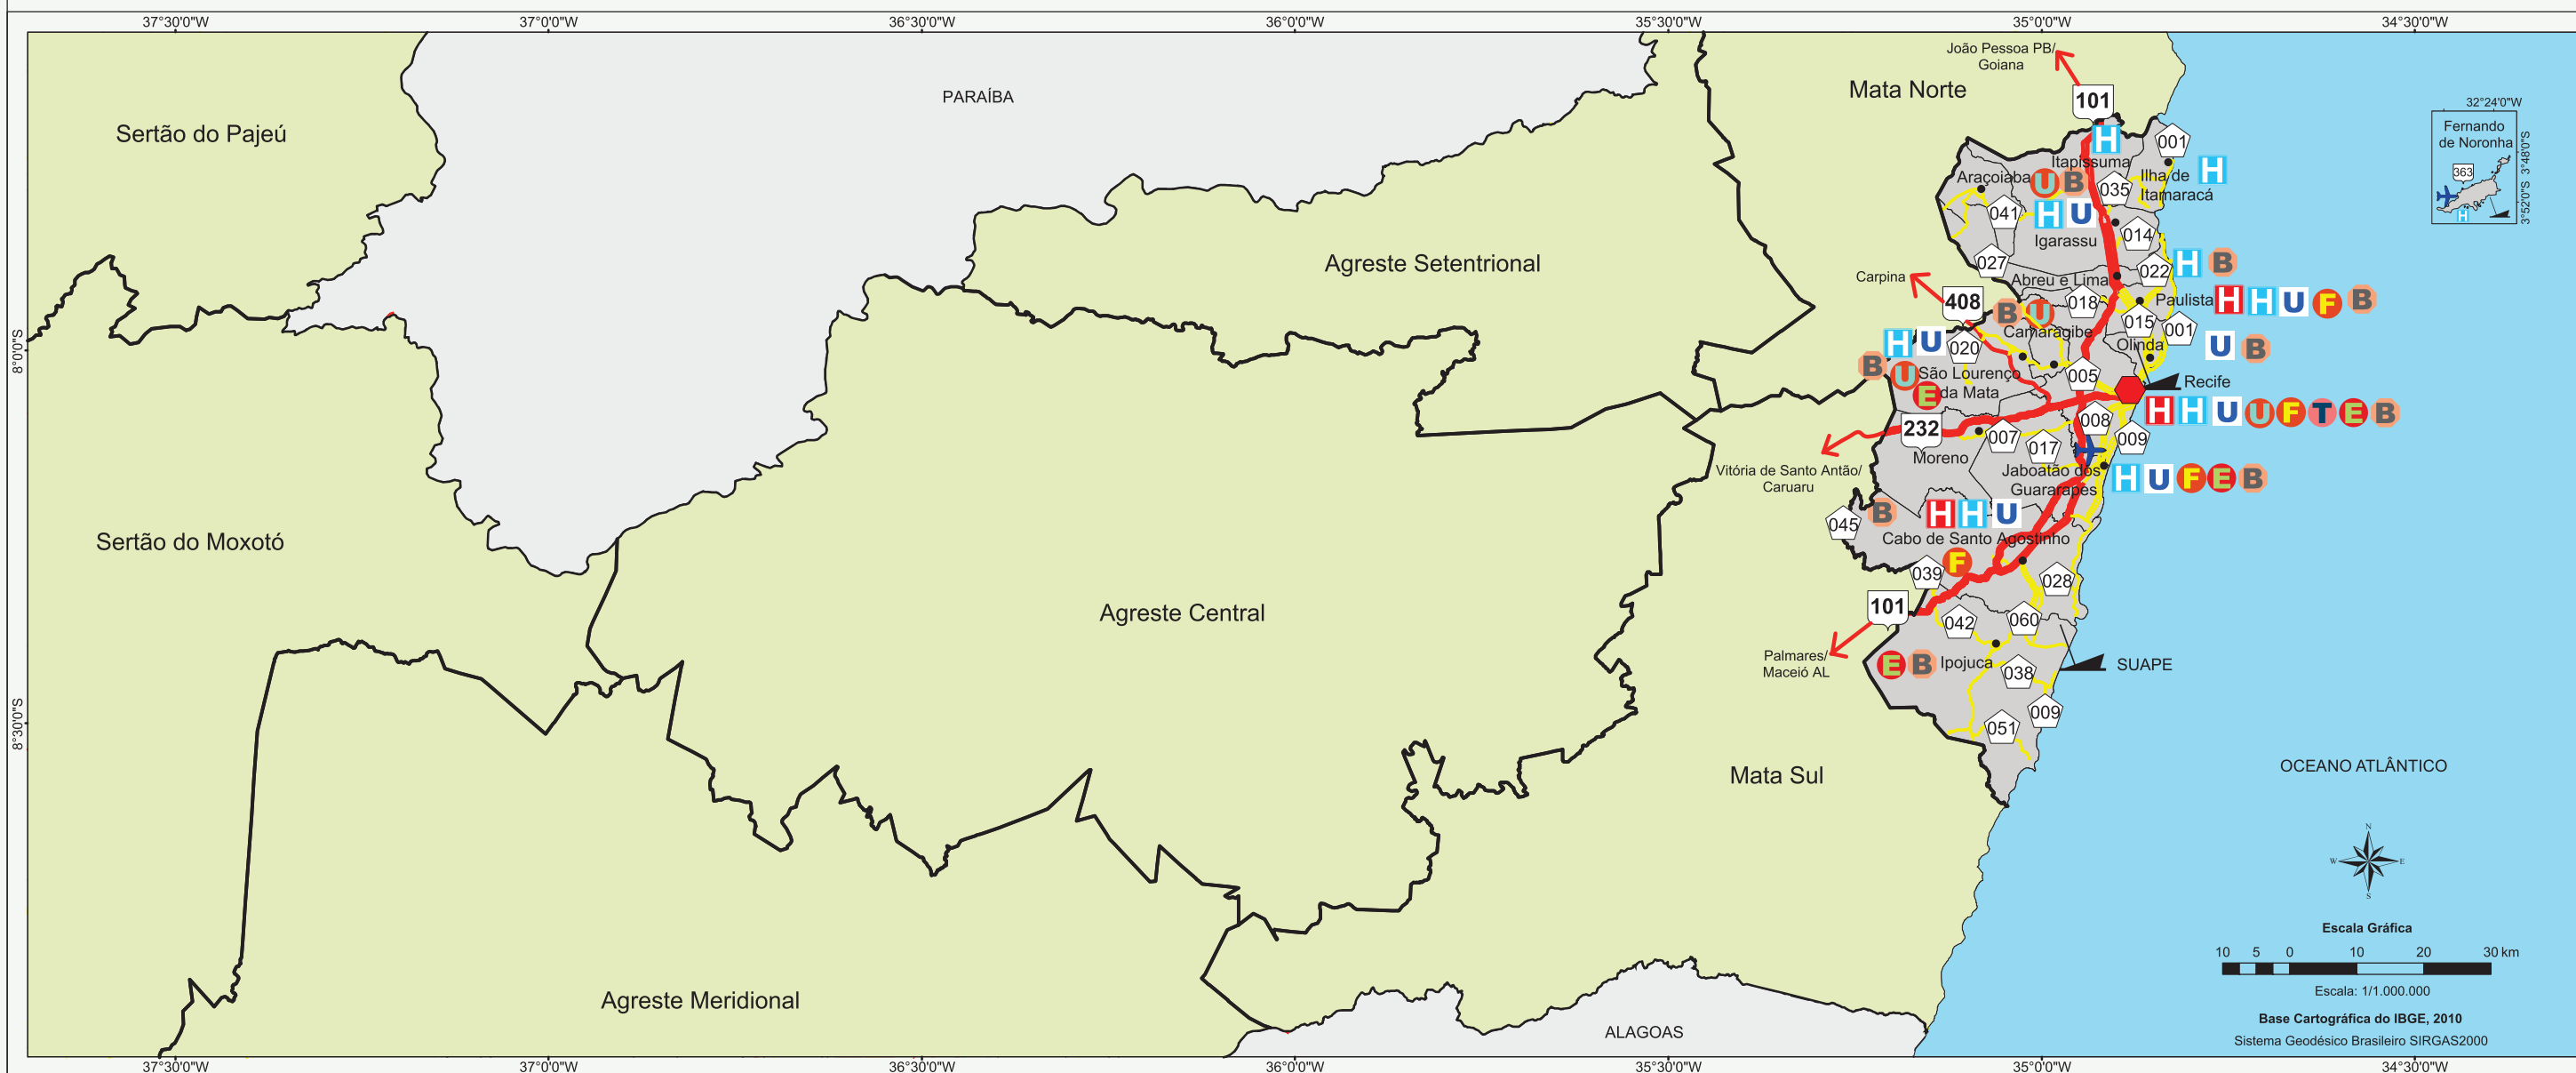 37°30'0"W
37°0'0"W
36°30'0"W
36°0'0"W
35°30'0"W
35°0'0"W
34°30'0"W
João Pessoa PB/
Goiana
Mata Norte
PARAÍBA
101
32°24'0"W
Sertão do Pajeú
Fernando
de Noronha
363
H
3°48'0"S
3°52'0"S
H
001
Itapissuma
Ilha de
Itamaracá
H
Araçoiaba
U B
035
041
H U
Igarassu
014
027
Agreste Setentrional
022
H B
Carpina
Abreu e Lima
408
B U
018
Paulista
H H U F B
Camaragibe
015
001
8°0'0"S
H U
020
Olinda
U B
B
U
São Lourenço
da Mata
E
005
Recife
H H U U F T E B
232
008
007
017
009
Moreno
Vitória de Santo Antão/
Caruaru
Jaboatão dos
Guararapes
H U F E B
045
B
H H U
Cabo de Santo Agostinho
Sertão do Moxotó
F
039
028
101
042
060
Agreste Central
Palmares/
Maceió AL
E B
Ipojuca
038
SUAPE
009
051
8°30'0"S
Mata Sul
OCEANO ATLÂNTICO
N
W
E
S
Escala Gráfica
10 5 0 10 20 30 km
Escala: 1/1.000.000
Agreste Meridional
Base Cartográfica do IBGE, 2010
ALAGOAS
Sistema Geodésico Brasileiro SIRGAS2000
37°30'0"W
37°0'0"W
36°30'0"W
36°0'0"W
35°30'0"W
35°0'0"W
34°30'0"W